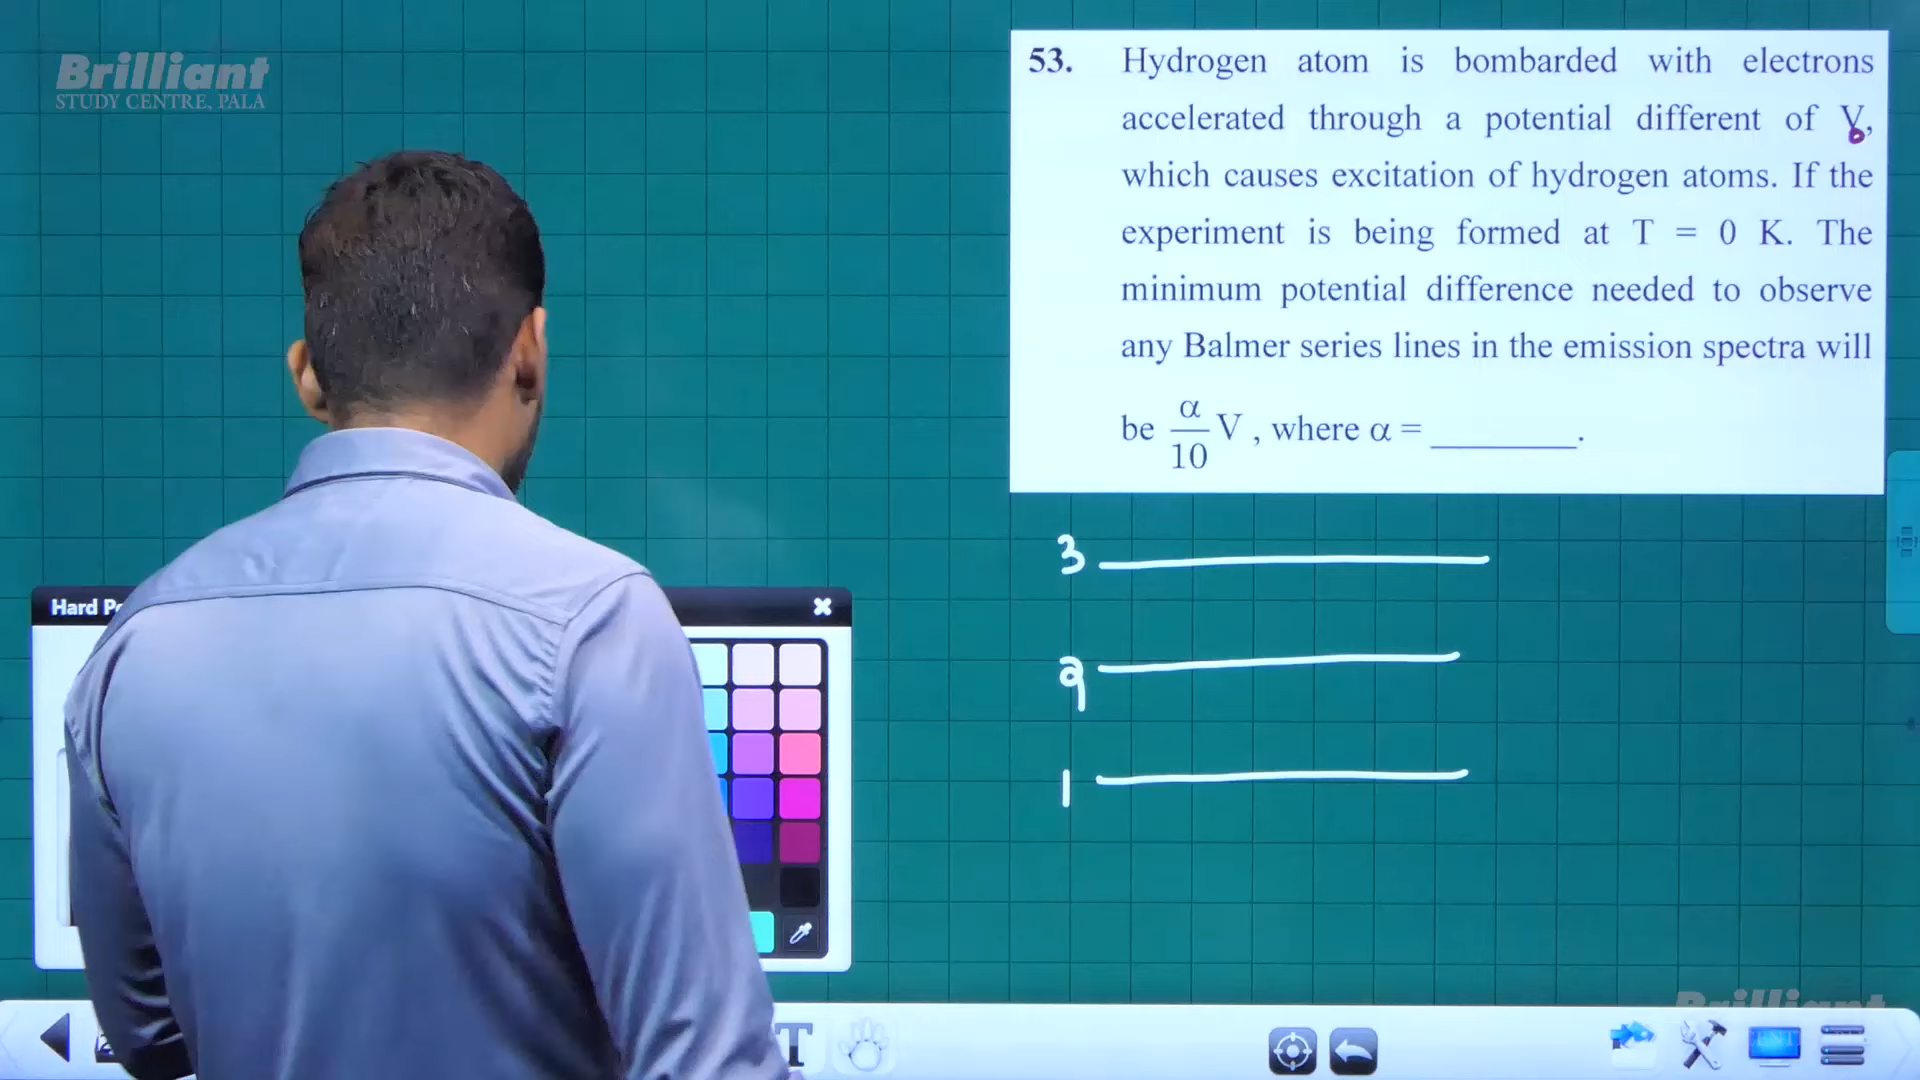 Brilliant
STUDY CENTRE, PALA
53. Hydrogen atom is bombarded with electrons
accelerated through a potential different of V₀,
which causes excitation of hydrogen atoms. If the
experiment is being formed at T = 0 K. The
minimum potential difference needed to observe
any Balmer series lines in the emission spectra will
be α/10 V , where α = ________.
3
2
1
Hard
T